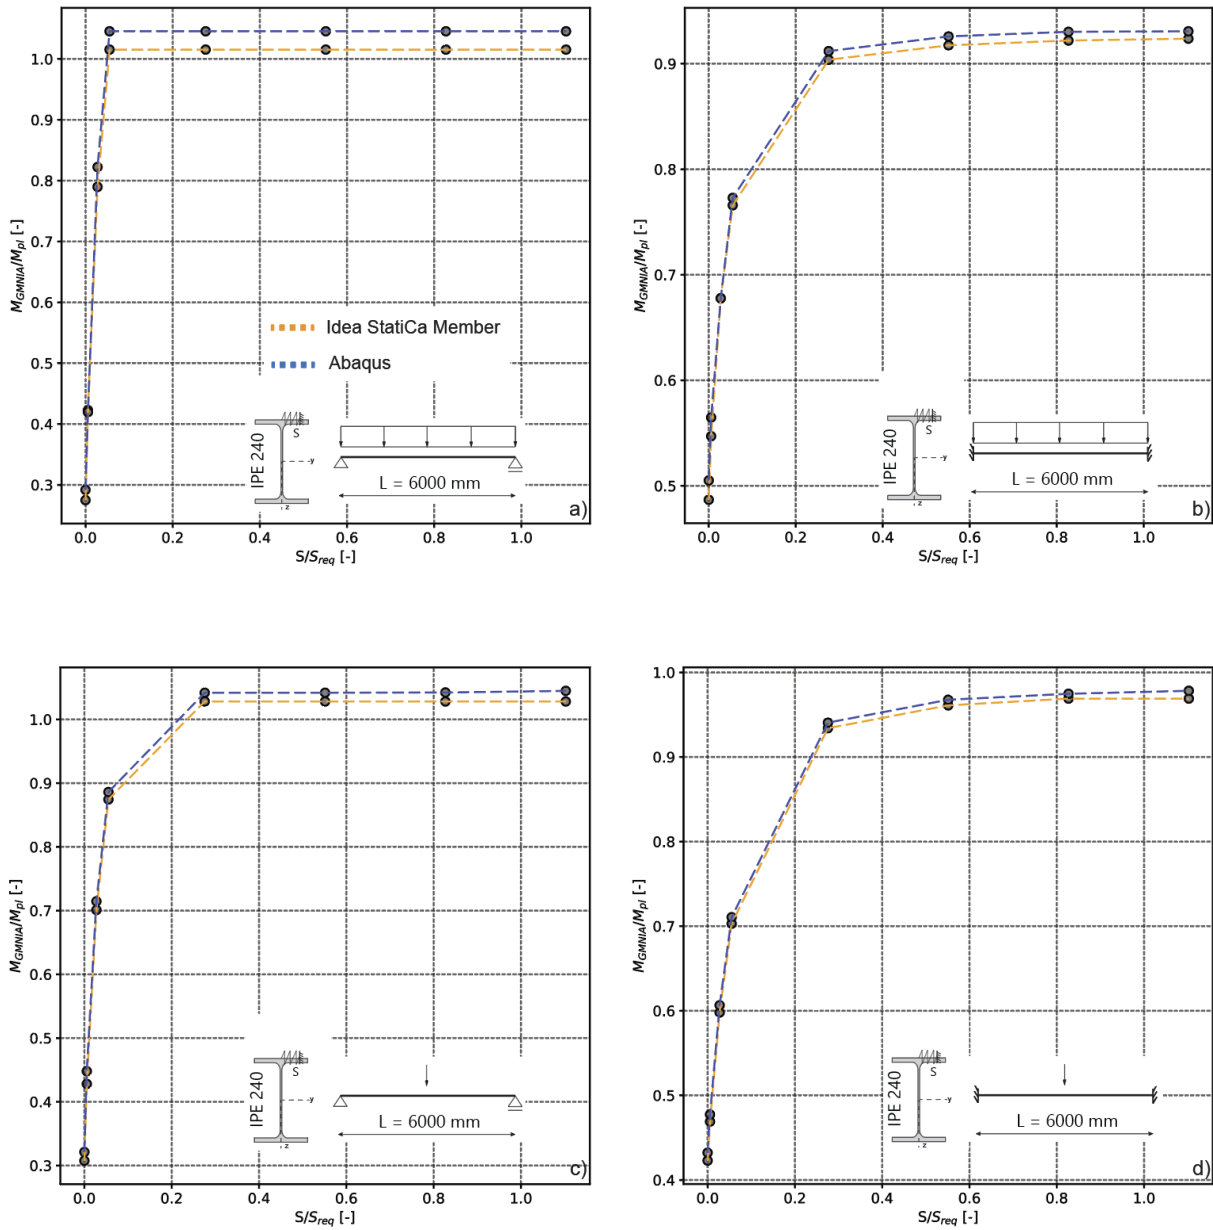 1.0
0.9
0.8
0.7
0.6
0.5
0.4
0.3
M_GMNIA/M_pl [-]
0.0 0.2 0.4 0.6 0.8 1.0
S/S_req [-]
Idea StatiCa Member
Abaqus
IPE 240
S
y
z
L = 6000 mm
a)
0.9
0.8
0.7
0.6
0.5
M_GMNIA/M_pl [-]
0.0 0.2 0.4 0.6 0.8 1.0
S/S_req [-]
IPE 240
S
y
z
L = 6000 mm
b)
1.0
0.9
0.8
0.7
0.6
0.5
0.4
0.3
M_GMNIA/M_pl [-]
0.0 0.2 0.4 0.6 0.8 1.0
S/S_req [-]
IPE 240
S
y
z
L = 6000 mm
c)
1.0
0.9
0.8
0.7
0.6
0.5
0.4
M_GMNIA/M_pl [-]
0.0 0.2 0.4 0.6 0.8 1.0
S/S_req [-]
IPE 240
S
y
z
L = 6000 mm
d)